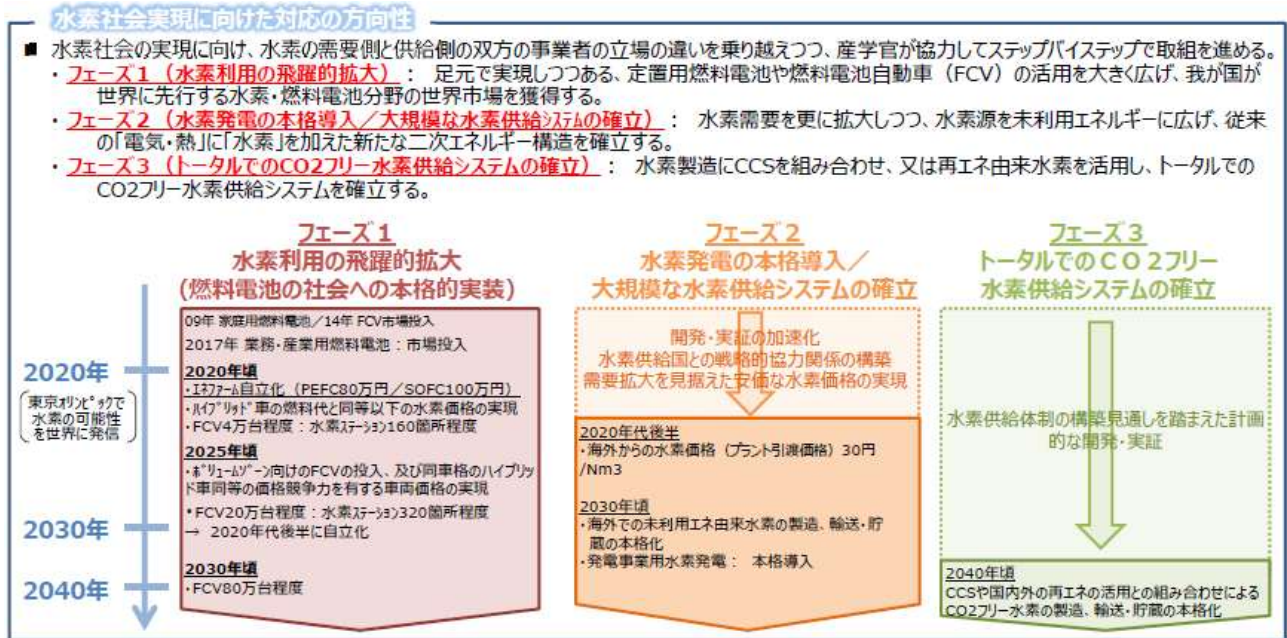 水素社会実現に向けた対応の方向性
■ 水素社会の実現に向け、水素の需要側と供給側の双方の事業者の立場の違いを乗り越えつつ、産学官が協力してステップバイステップで取組を進める。
・フェーズ1（水素利用の飛躍的拡大）： 足元で実現しつつある、定置用燃料電池や燃料電池自動車（FCV）の活用を大きく広げ、我が国が
世界に先行する水素・燃料電池分野の世界市場を獲得する。
・フェーズ2（水素発電の本格導入／大規模な水素供給システムの確立）： 水素需要を更に拡大しつつ、水素源を未利用エネルギーに広げ、従来
の「電気・熱」に「水素」を加えた新たな二次エネルギー構造を確立する。
・フェーズ3（トータルでのCO2フリー水素供給システムの確立）： 水素製造にCCSを組み合わせ、又は再エネ由来水素を活用し、トータルでの
CO2フリー水素供給システムを確立する。
フェーズ1
水素利用の飛躍的拡大
(燃料電池の社会への本格的実装)
09年 家庭用燃料電池／14年 FCV市場投入
2017年 業務・産業用燃料電池：市場投入
2020年頃
・エネファーム自立化（PEFC80万円／SOFC100万円）
・ハイブリッド車の燃料代と同等以下の水素価格の実現
・FCV4万台程度：水素ステーション160箇所程度
2025年頃
・ボリュームゾーン向けのFCVの投入、及び同車格のハイブリッ
ド車同等の価格競争力を有する車両価格の実現
・FCV20万台程度：水素ステーション320箇所程度
→ 2020年代後半に自立化
2030年頃
・FCV80万台程度
フェーズ2
水素発電の本格導入／
大規模な水素供給システムの確立
開発・実証の加速化
水素供給国との戦略的協力関係の構築
需要拡大を見据えた安価な水素価格の実現
2020年代後半
・海外からの水素価格（プラント引渡価格）30円
/Nm3
2030年頃
・海外での未利用エネ由来水素の製造、輸送・貯
蔵の本格化
・発電事業用水素発電： 本格導入
フェーズ3
トータルでのCO2フリー
水素供給システムの確立
水素供給体制の構築見通しを踏まえた計画
的な開発・実証
2040年頃
CCSや国内外の再エネの活用との組み合わせによる
CO2フリー水素の製造、輸送・貯蔵の本格化
2020年
東京オリンピックで
水素の可能性
を世界に発信
2030年
2040年